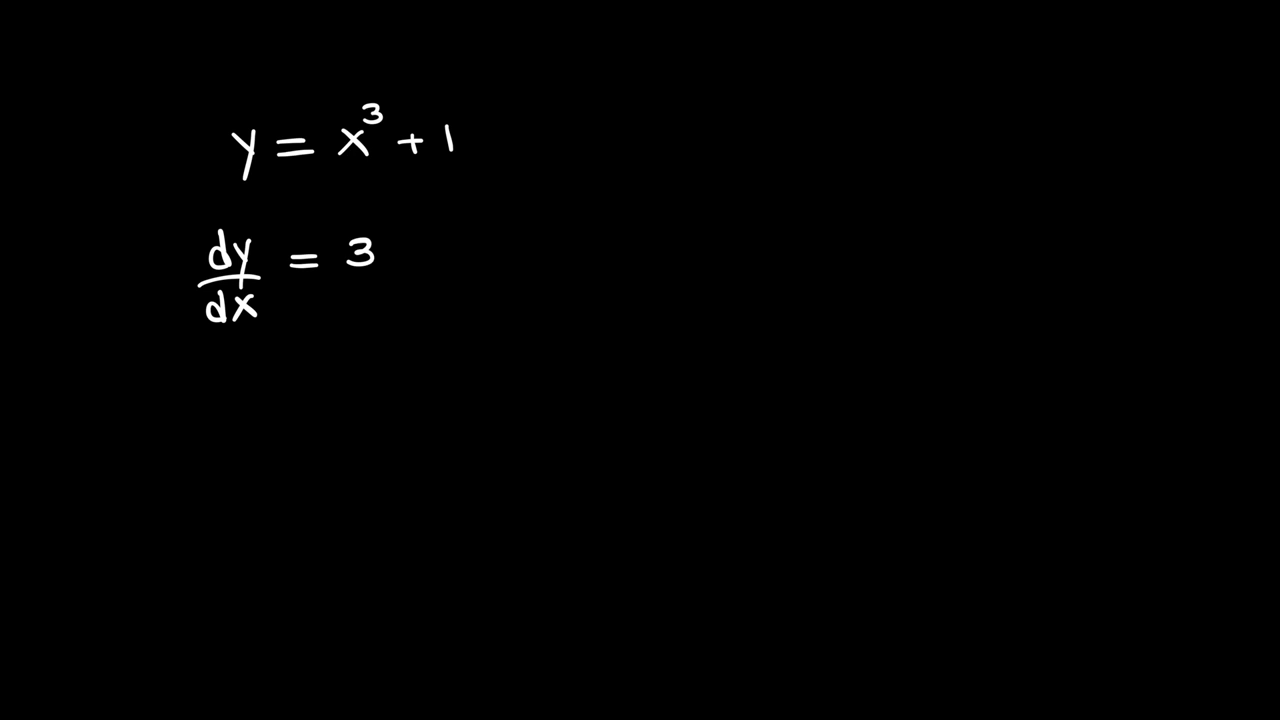 y = x³ + 1
dy/dx = 3